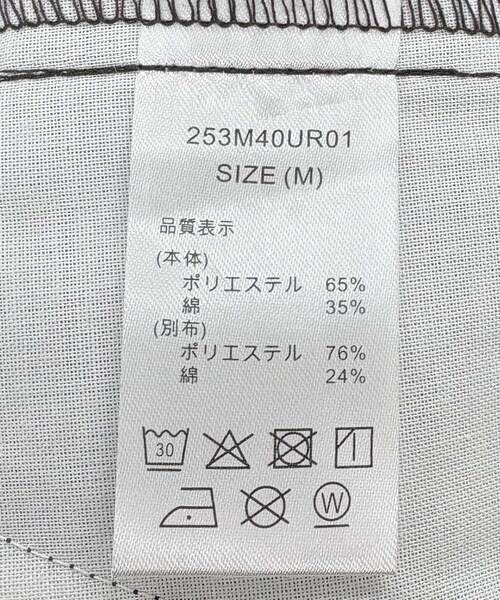 253M40UR01
SIZE (M)
品質表示
(本体)
ポリエステル 65%
綿 35%
(別布)
ポリエステル 76%
綿 24%
30
W